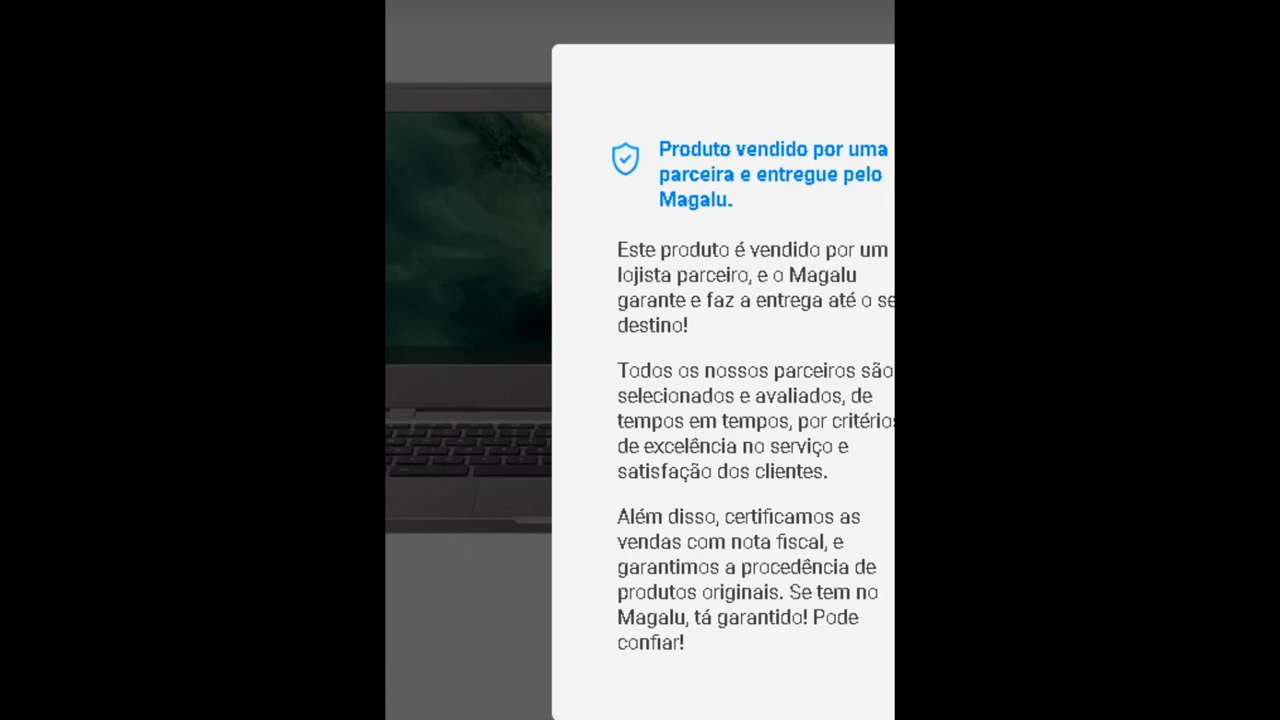 Produto vendido por uma
parceira e entregue pelo
Magalu.
Este produto é vendido por um
lojista parceiro, e o Magalu
garante e faz a entrega até o se
destino!
Todos os nossos parceiros são
selecionados e avaliados, de
tempos em tempos, por critérios
de excelência no serviço e
satisfação dos clientes.
Além disso, certificamos as
vendas com nota fiscal, e
garantimos a procedência de
produtos originais. Se tem no
Magalu, tá garantido! Pode
confiar!